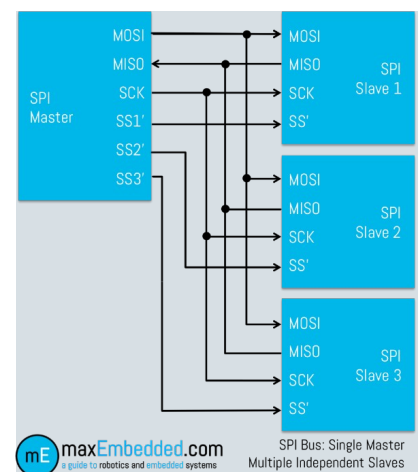 MOSI
MISO
SCK
SS1'
SS2'
SS3'
SPI
Master
MOSI
MISO
SCK
SS'
SPI
Slave 1
MOSI
MISO
SCK
SS'
SPI
Slave 2
MOSI
MISO
SCK
SS'
SPI
Slave 3
mE
maxEmbedded.com
a guide to robotics and embedded systems
SPI Bus: Single Master
Multiple Independent Slaves